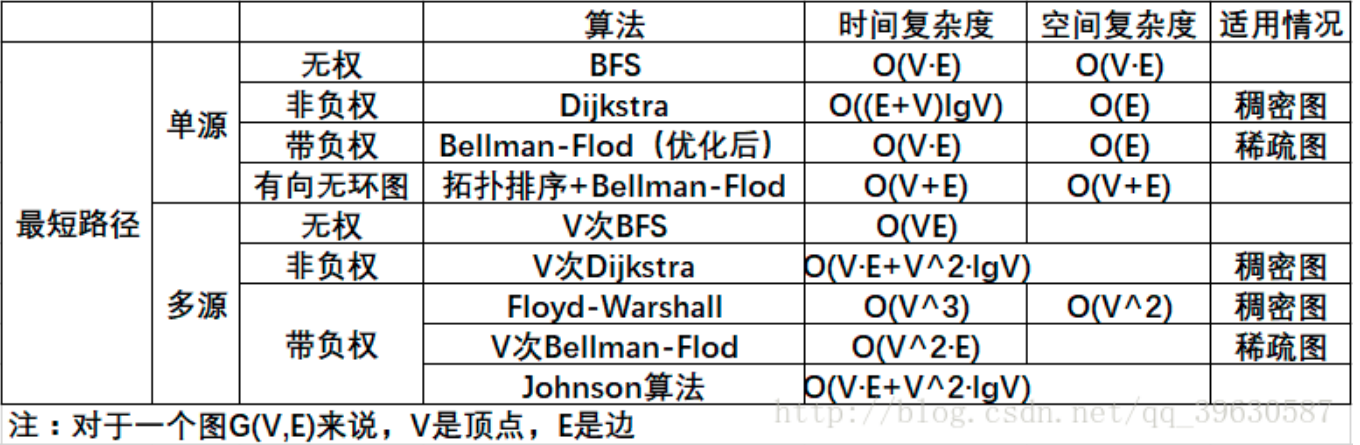 算法 时间复杂度 空间复杂度 适用情况
最短路径 单源 无权 BFS O(V·E) O(V·E)
非负权 Dijkstra O((E+V)lgV) O(E) 稠密图
带负权 Bellman-Flod（优化后） O(V·E) O(E) 稀疏图
有向无环图 拓扑排序+Bellman-Flod O(V+E) O(V+E)
多源 无权 V次BFS O(VE)
非负权 V次Dijkstra O(V·E+V^2·lgV) 稠密图
带负权 Floyd-Warshall O(V^3) O(V^2) 稠密图
V次Bellman-Flod O(V^2·E) 稀疏图
Johnson算法 O(V·E+V^2·lgV)
注：对于一个图G(V,E)来说，V是顶点，E是边
http://blog.csdn.net/qq_39630587